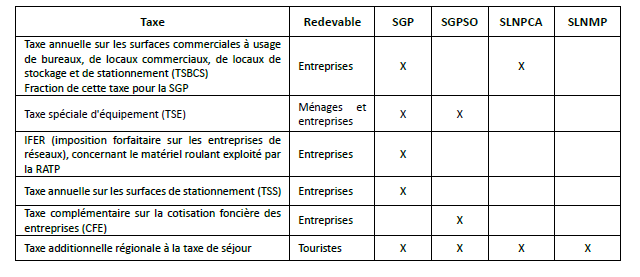 Taxe Redevable SGP SGPSO SLNPCA SLNMP
Taxe annuelle sur les surfaces commerciales à usage
de bureaux, de locaux commerciaux, de locaux de
stockage et de stationnement (TSBCS)
Fraction de cette taxe pour la SGP
Entreprises X X
Taxe spéciale d'équipement (TSE)
Ménages et
entreprises
X X
IFER (imposition forfaitaire sur les entreprises de
réseaux), concernant le matériel roulant exploité par
la RATP
Entreprises X
Taxe annuelle sur les surfaces de stationnement (TSS) Entreprises X
Taxe complémentaire sur la cotisation foncière des
entreprises (CFE)
Entreprises X
Taxe additionnelle régionale à la taxe de séjour Touristes X X X X